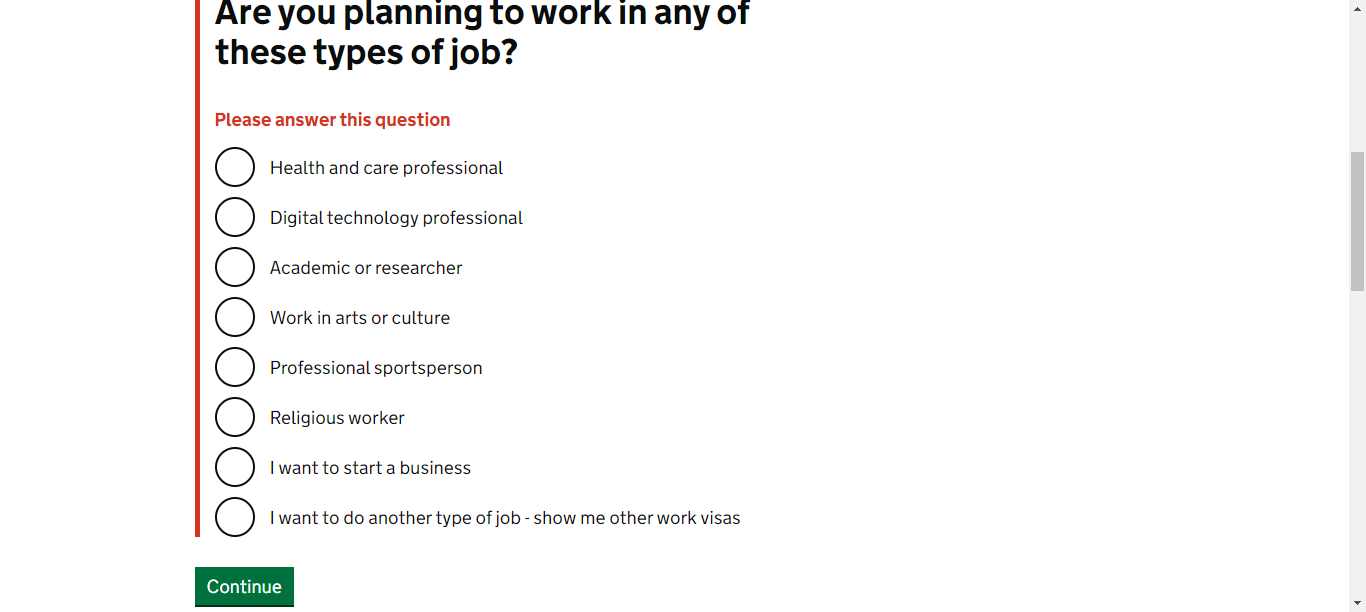 Are you planning to work in any of
these types of job?
Please answer this question
Health and care professional
Digital technology professional
Academic or researcher
Work in arts or culture
Professional sportsperson
Religious worker
I want to start a business
I want to do another type of job - show me other work visas
Continue